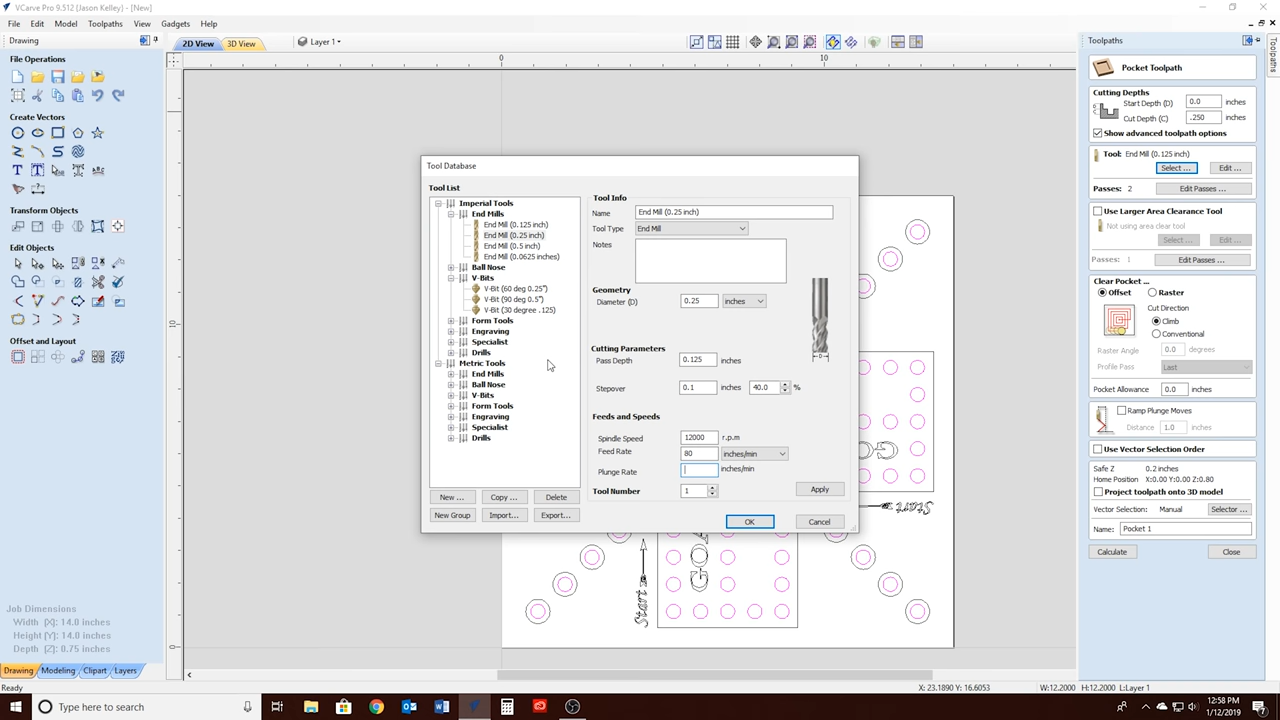 VCarve Pro 9.512 [Jason Kelley] - [New]
File Edit Model Toolpaths View Gadgets Help
Drawing
2D View 3D View Layer 1
File Operations
Create Vectors
Transform Objects
Edit Objects
Offset and Layout
Job Dimensions
Width (X): 14.0 inches
Height (Y): 14.0 inches
Depth (Z): 0.75 inches
Drawing Modeling Clipart Layers
Ready
0
10
10
0
Start
Start
Tool Database
Tool List
Imperial Tools
End Mills
End Mill (0.125 inch)
End Mill (0.25 inch)
End Mill (0.5 inch)
End Mill (0.0625 inches)
Ball Nose
V-Bits
V-Bit (60 deg 0.25")
V-Bit (90 deg 0.5")
V-Bit (30 degree .125)
Form Tools
Engraving
Specialist
Drills
Metric Tools
End Mills
Ball Nose
V-Bits
Form Tools
Engraving
Specialist
Drills
New ... Copy ... Delete
New Group Import... Export...
Tool Info
Name End Mill (0.25 inch)
Tool Type End Mill
Notes
Geometry
Diameter (D) 0.25 inches
D
Cutting Parameters
Pass Depth 0.125 inches
Stepover 0.1 inches 40.0 %
Feeds and Speeds
Spindle Speed 12000 r.p.m
Feed Rate 80 inches/min
Plunge Rate inches/min
Tool Number 1
Apply
OK Cancel
Toolpaths
Toolpaths
Pocket Toolpath
Cutting Depths
Start Depth (D) 0.0 inches
Cut Depth (C) .250 inches
Show advanced toolpath options
Tool: End Mill (0.125 inch)
Select ... Edit ...
Passes: 2 Edit Passes ...
Use Larger Area Clearance Tool
Not using area clear tool
Select ... Edit ...
Passes: 1 Edit Passes ...
Clear Pocket ...
Offset Raster
Cut Direction
Climb
Conventional
Raster Angle 0.0 degrees
Profile Pass Last
Pocket Allowance 0.0 inches
Ramp Plunge Moves
Distance 1.0 inches
Use Vector Selection Order
Safe Z 0.2 inches
Home Position X:0.00 Y:0.00 Z:0.80
Project toolpath onto 3D model
Vector Selection: Manual Selector ...
Name: Pocket 1
Calculate Close
X: 23.1890 Y: 16.6053 W:12.2000 H:12.2000 L:Layer 1
Type here to search
12:58 PM
1/12/2019